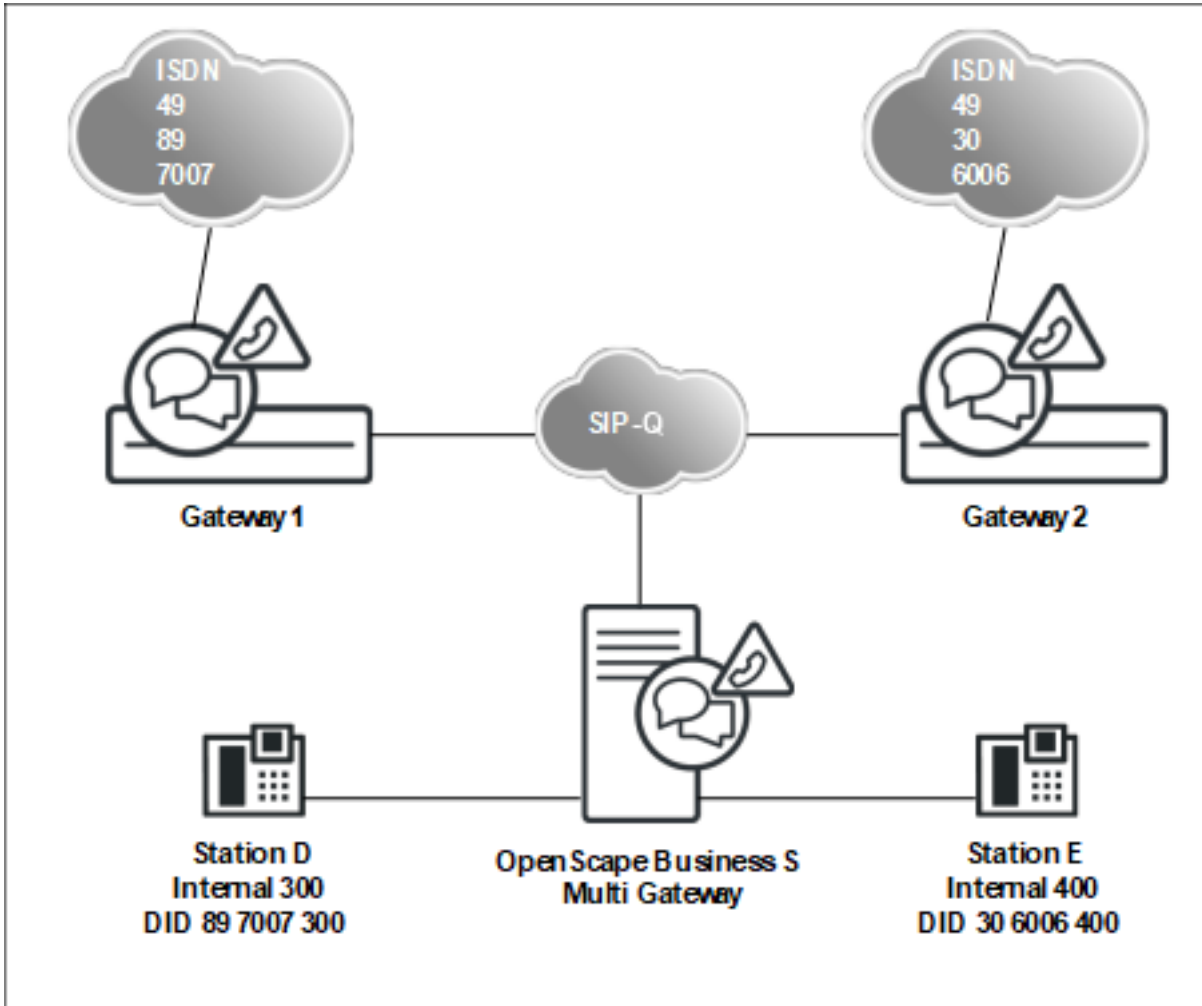 ISDN
49
89
7007
ISDN
49
30
6006
SIP-Q
Gateway 1
Gateway 2
Station D
Internal 300
DID 89 7007 300
OpenScape Business S
Multi Gateway
Station E
Internal 400
DID 30 6006 400